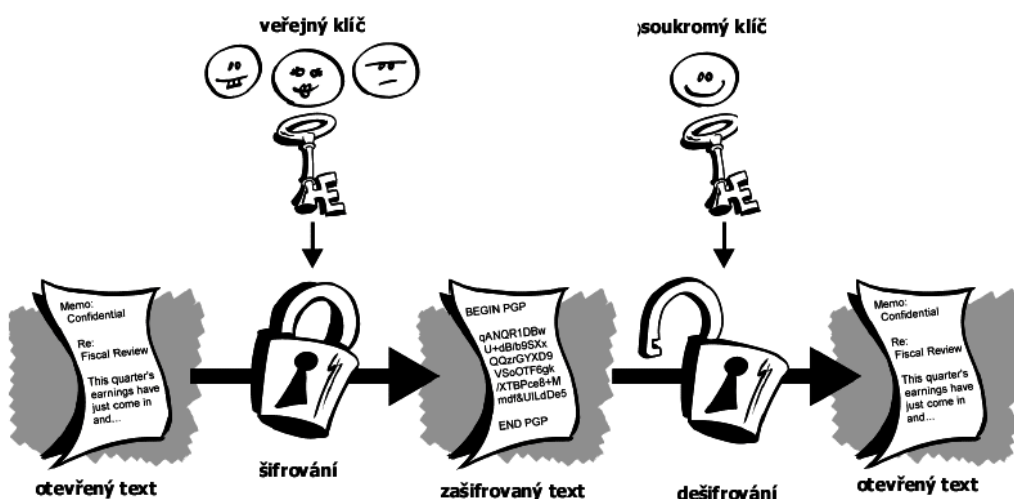 veřejný klíč
soukromý klíč
Memo:
Confidential
Re:
Fiscal Review
This quarter's
earnings have
just come in
and...
BEGIN PGP
qANQR1DBw
U+dB/b9SXx
QQzrGYXD9
VSoOTF6gk
/XTBPce8+M
mdf&UILdDe5
END PGP
Memo:
Confidential
Re:
Fiscal Review
This quarter's
earnings have
just come in
and...
otevřený text
šifrování
zašifrovaný text
dešifrování
otevřený text